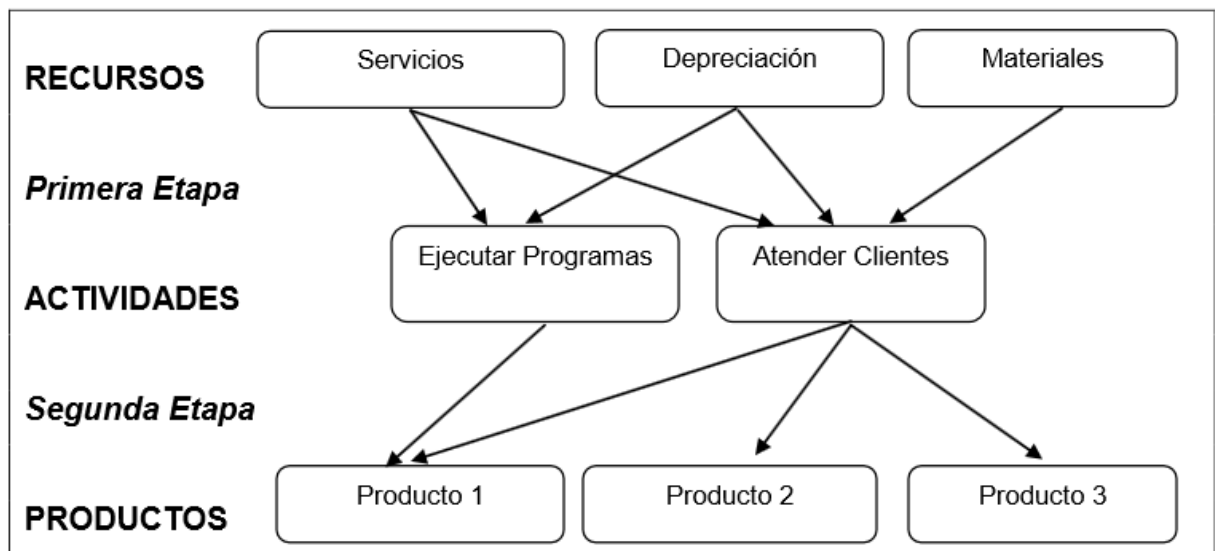 Servicios
Depreciación
Materiales
RECURSOS
Primera Etapa
Ejecutar Programas
Atender Clientes
ACTIVIDADES
Segunda Etapa
Producto 1
Producto 2
Producto 3
PRODUCTOS